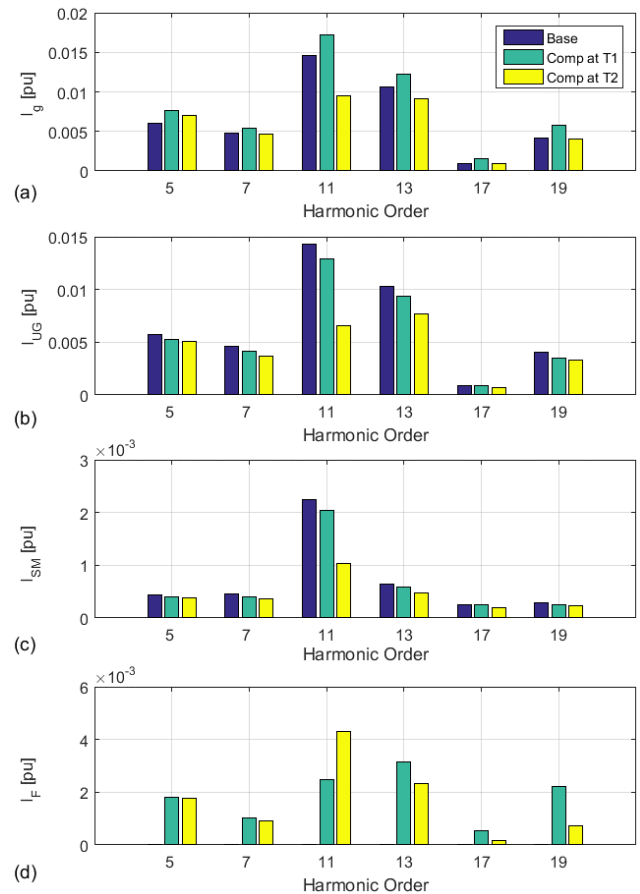 0.02
0.015
0.01
0.005
0
I_g [pu]
Base
Comp at T1
Comp at T2
5 7 11 13 17 19
(a)
Harmonic Order
0.015
0.01
0.005
0
I_UG [pu]
5 7 11 13 17 19
(b)
Harmonic Order
×10^-3
3
2
1
0
I_SM [pu]
5 7 11 13 17 19
(c)
Harmonic Order
×10^-3
6
4
2
0
I_F [pu]
5 7 11 13 17 19
(d)
Harmonic Order